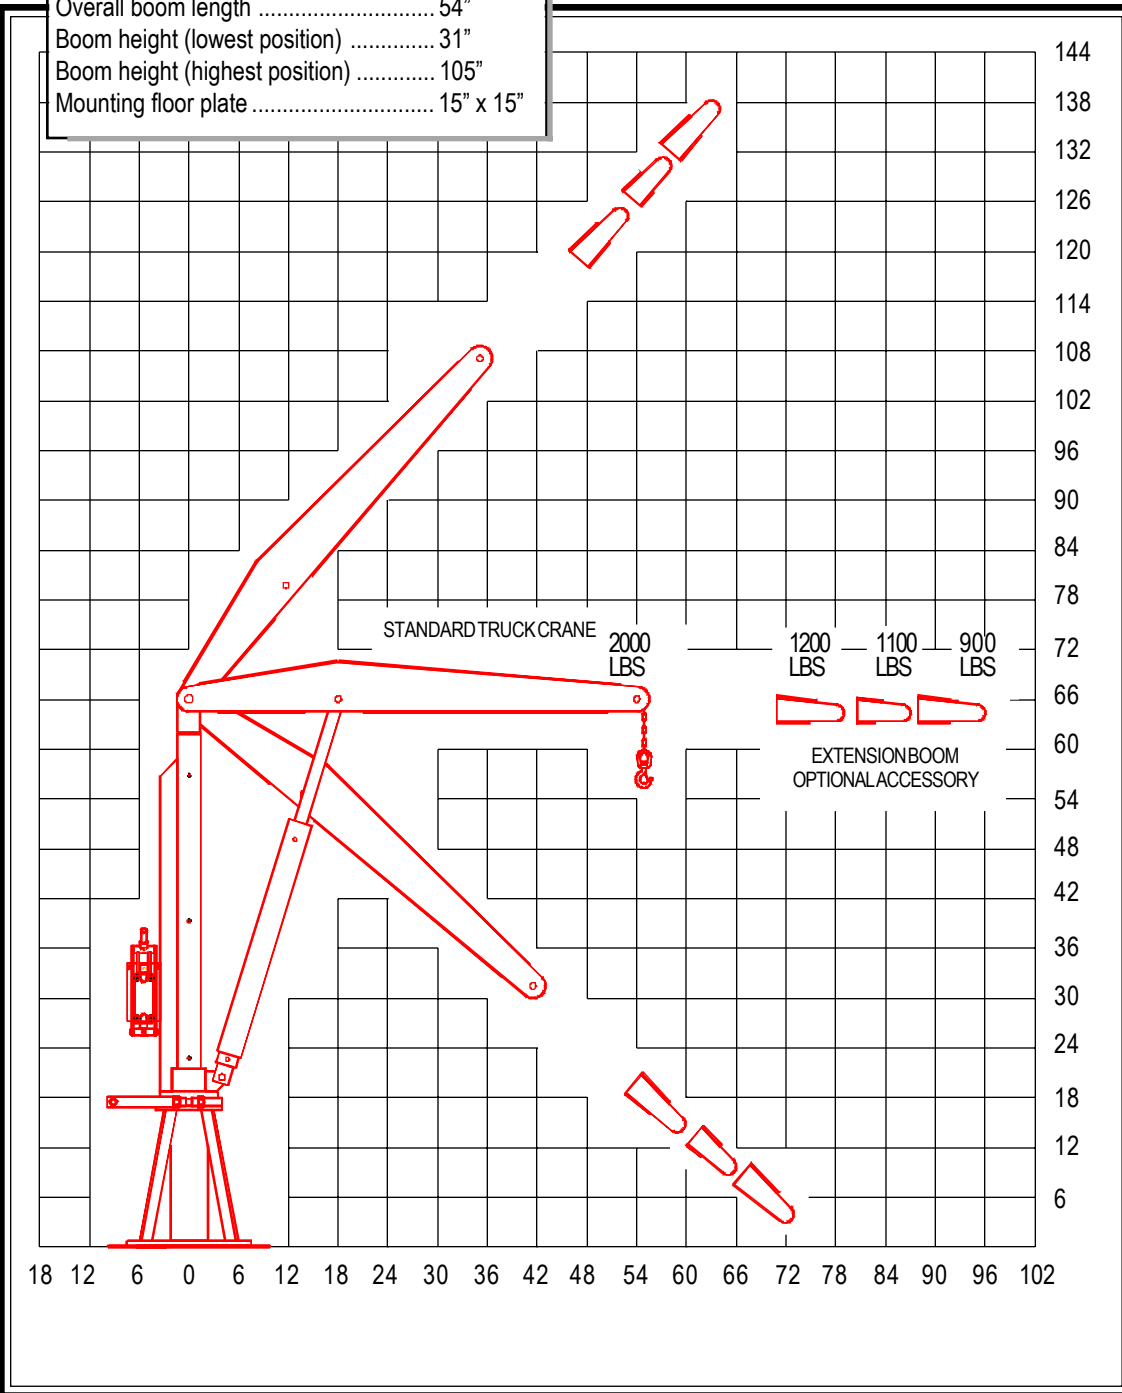 Overall boom length ............................ 54”
Boom height (lowest position) .............. 31”
Boom height (highest position) ............. 105”
Mounting floor plate .............................. 15” x 15”
144
138
132
126
120
114
108
102
96
90
84
78
72
66
60
54
48
42
36
30
24
18
12
6
STANDARD TRUCK CRANE
2000
LBS
1200
LBS
1100
LBS
900
LBS
EXTENSION BOOM
OPTIONAL ACCESSORY
18 12 6 0 6 12 18 24 30 36 42 48 54 60 66 72 78 84 90 96 102